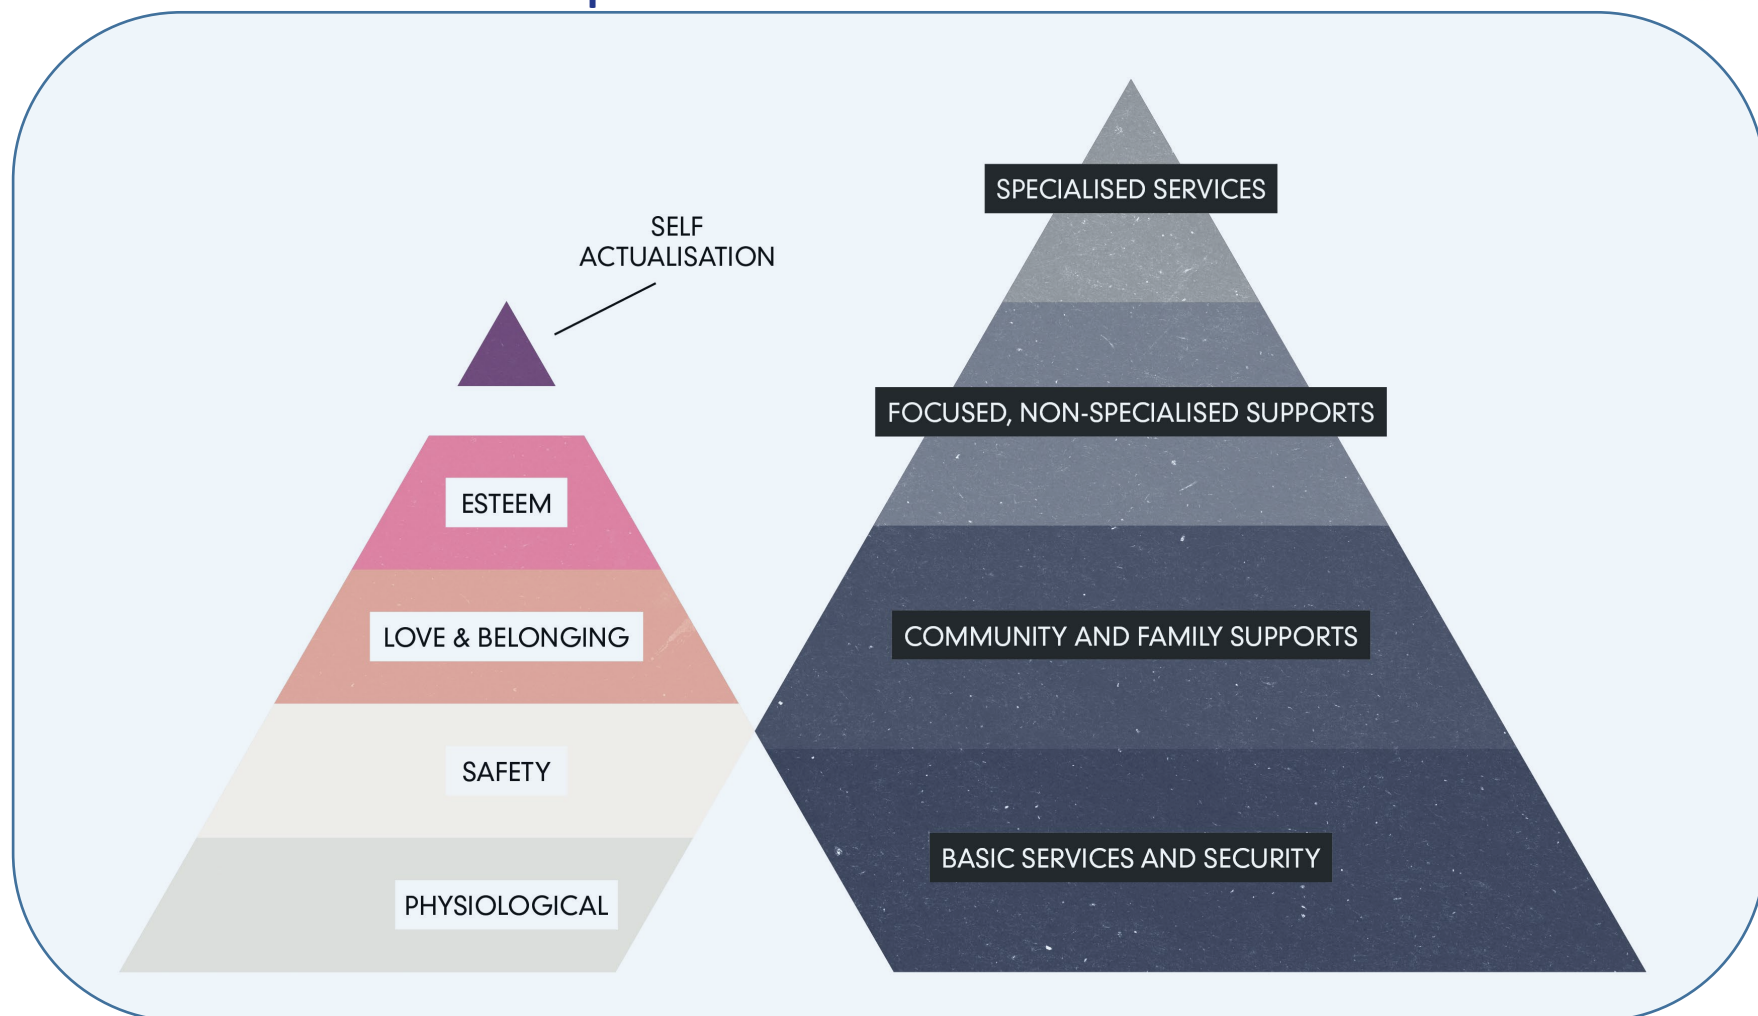 SELF
ACTUALISATION
ESTEEM
LOVE & BELONGING
SAFETY
PHYSIOLOGICAL
SPECIALISED SERVICES
FOCUSED, NON-SPECIALISED SUPPORTS
COMMUNITY AND FAMILY SUPPORTS
BASIC SERVICES AND SECURITY